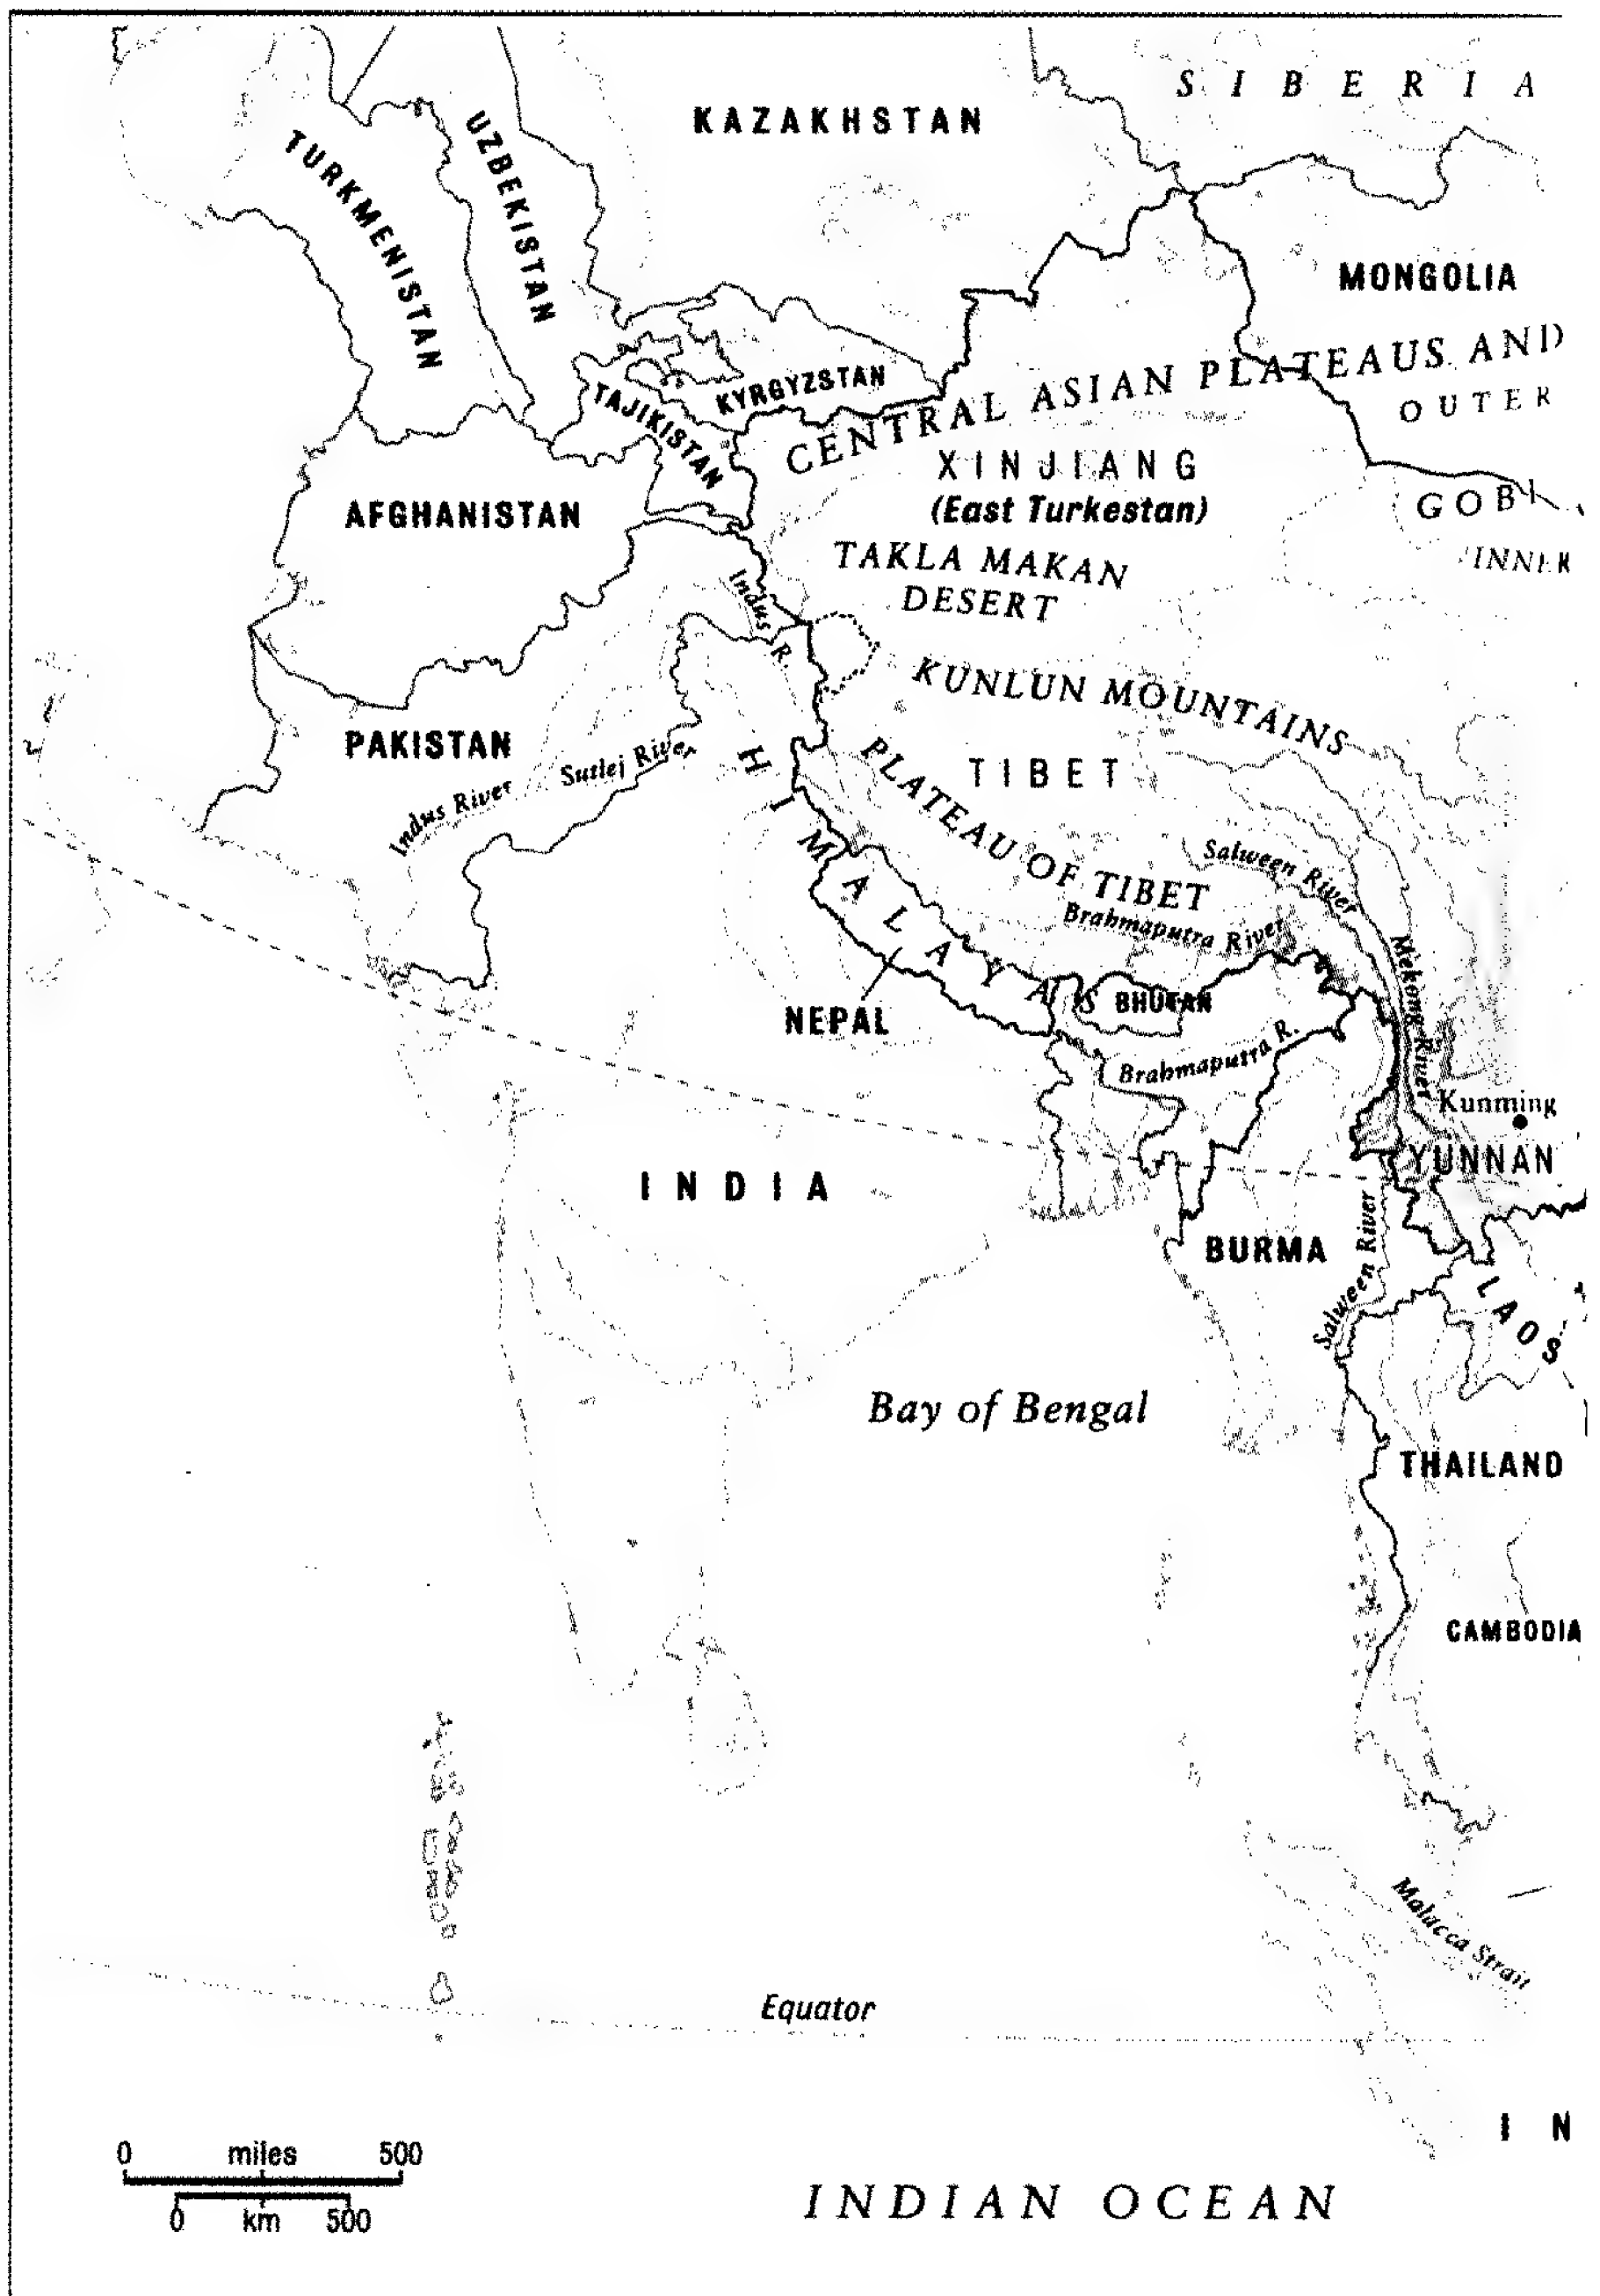 SIBERIA
KAZAKHSTAN
UZBEKISTAN
TURKMENISTAN
MONGOLIA
CENTRAL ASIAN PLATEAUS AND
OUTER
KYRGYZSTAN
TAJIKISTAN
XINJIANG
(East Turkestan)
GOBI
INNER
AFGHANISTAN
TAKLA MAKAN
DESERT
Indus R.
KUNLUN MOUNTAINS
PAKISTAN
Sutlej River
Indus River
HIMALAYAS
TIBET
PLATEAU OF TIBET
Salween River
Brahmaputra River
Mekong River
NEPAL
BHUTAN
Brahmaputra R.
Kunming
YUNNAN
INDIA
BURMA
Salween River
LAOS
Bay of Bengal
THAILAND
CAMBODIA
Malacca Strait
Equator
IN
0 miles 500
0 km 500
INDIAN OCEAN